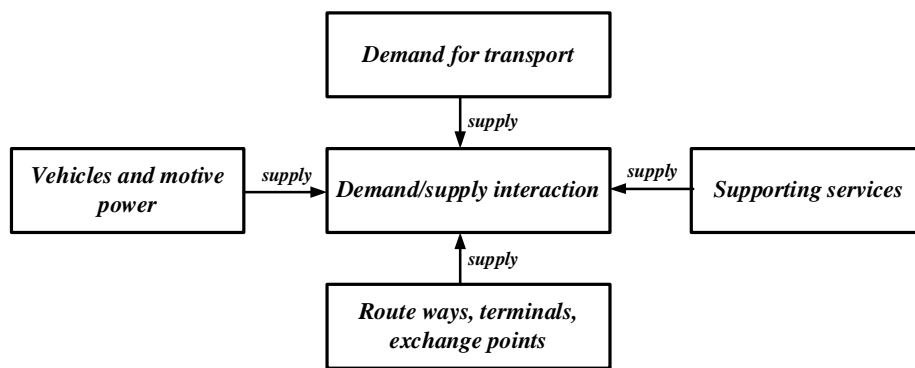 Demand for transport
supply
Vehicles and motive
power
supply
Demand/supply interaction
supply
Supporting services
supply
Route ways, terminals,
exchange points